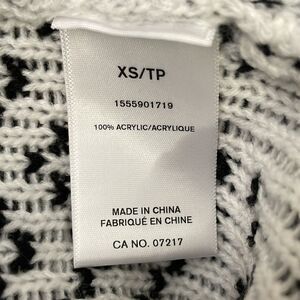 XS/TP
1555901719
100% ACRYLIC/ACRYLIQUE
MADE IN CHINA
FABRIQUÉ EN CHINE
CA NO. 07217